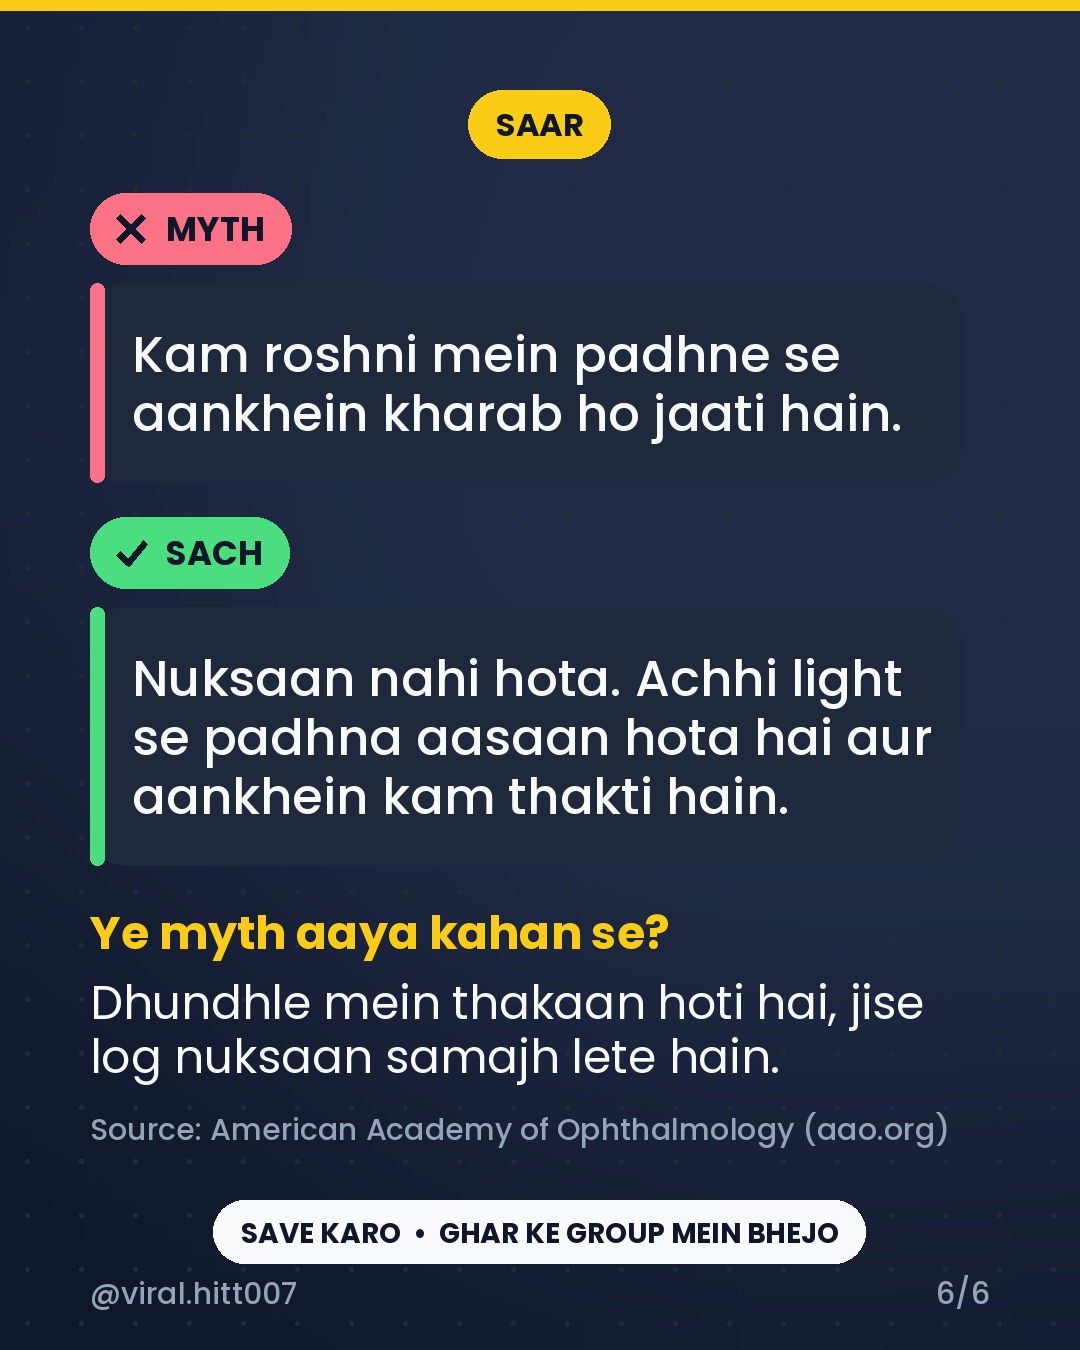 SAAR
MYTH
Kam roshni mein padhne se
aankhein kharab ho jaati hain.
SACH
Nuksaan nahi hota. Achhi light
se padhna aasaan hota hai aur
aankhein kam thakti hain.
Ye myth aaya kahan se?
Dhundhle mein thakaan hoti hai, jise
log nuksaan samajh lete hain.
Source: American Academy of Ophthalmology (aao.org)
SAVE KARO • GHAR KE GROUP MEIN BHEJO
@viral.hitt007
6/6